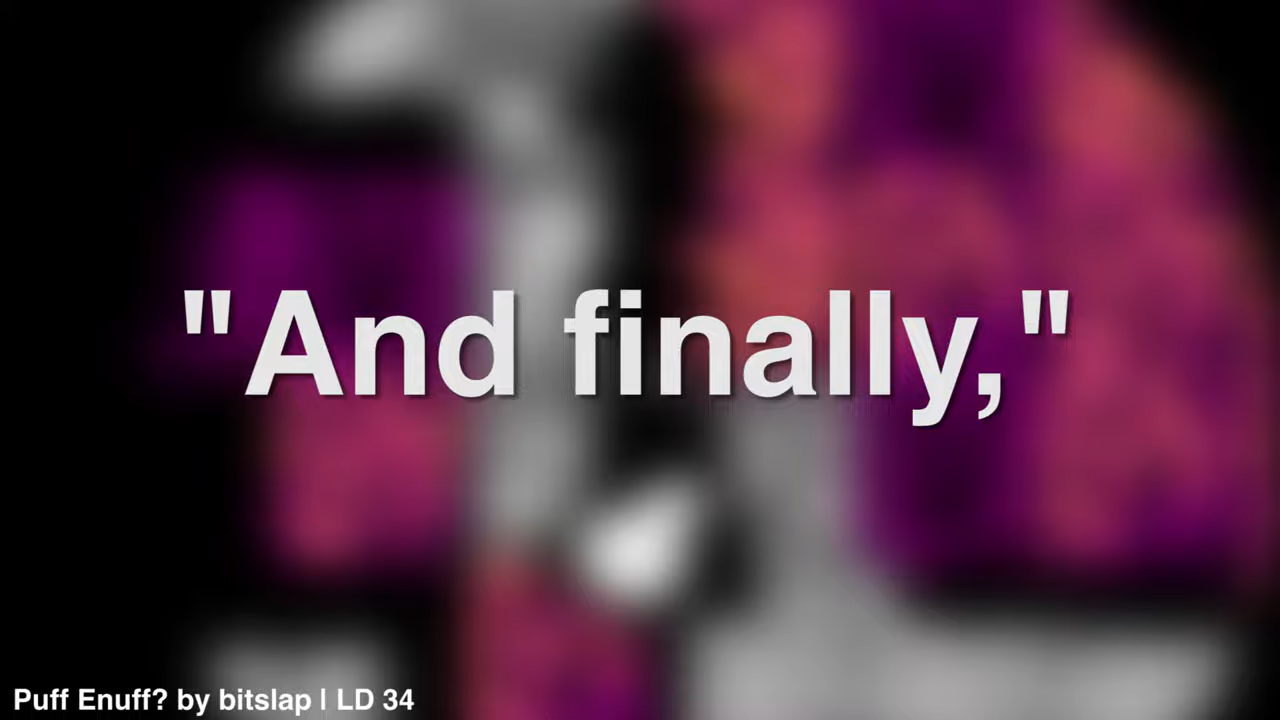 "And finally,"
Puff Enuff? by bitslap | LD 34